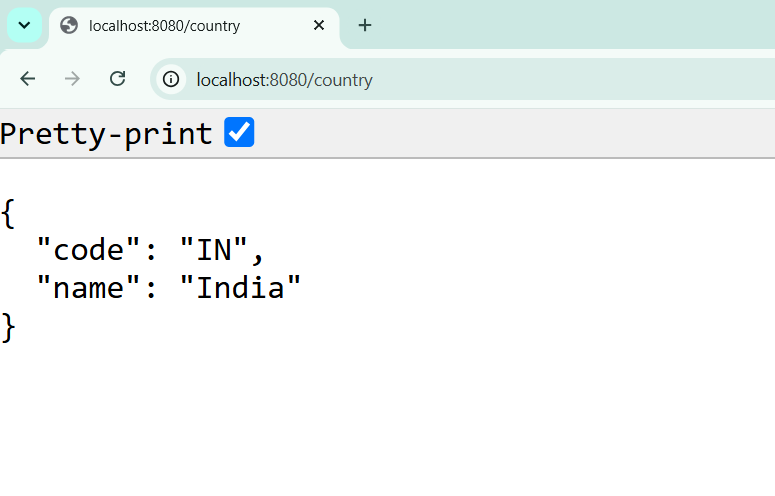 localhost:8080/country
localhost:8080/country
Pretty-print
{
  "code": "IN",
  "name": "India"
}